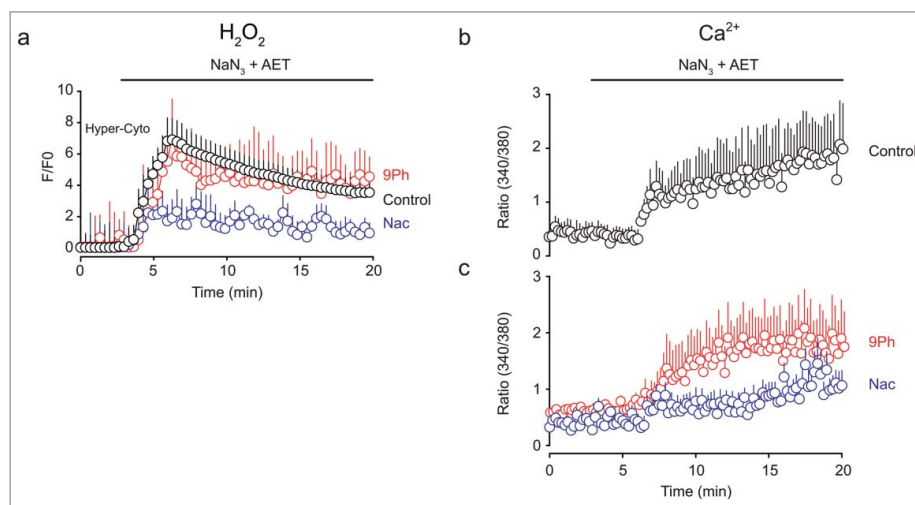 a
H₂O₂
NaN₃ + AET
10
8
6
4
2
0
F/F0
Hyper-Cyto
9Ph
Control
Nac
0
5
10
15
20
Time (min)
b
Ca²⁺
NaN₃ + AET
3
2
1
0
Ratio (340/380)
Control
c
3
2
1
0
Ratio (340/380)
9Ph
Nac
0
5
10
15
20
Time (min)